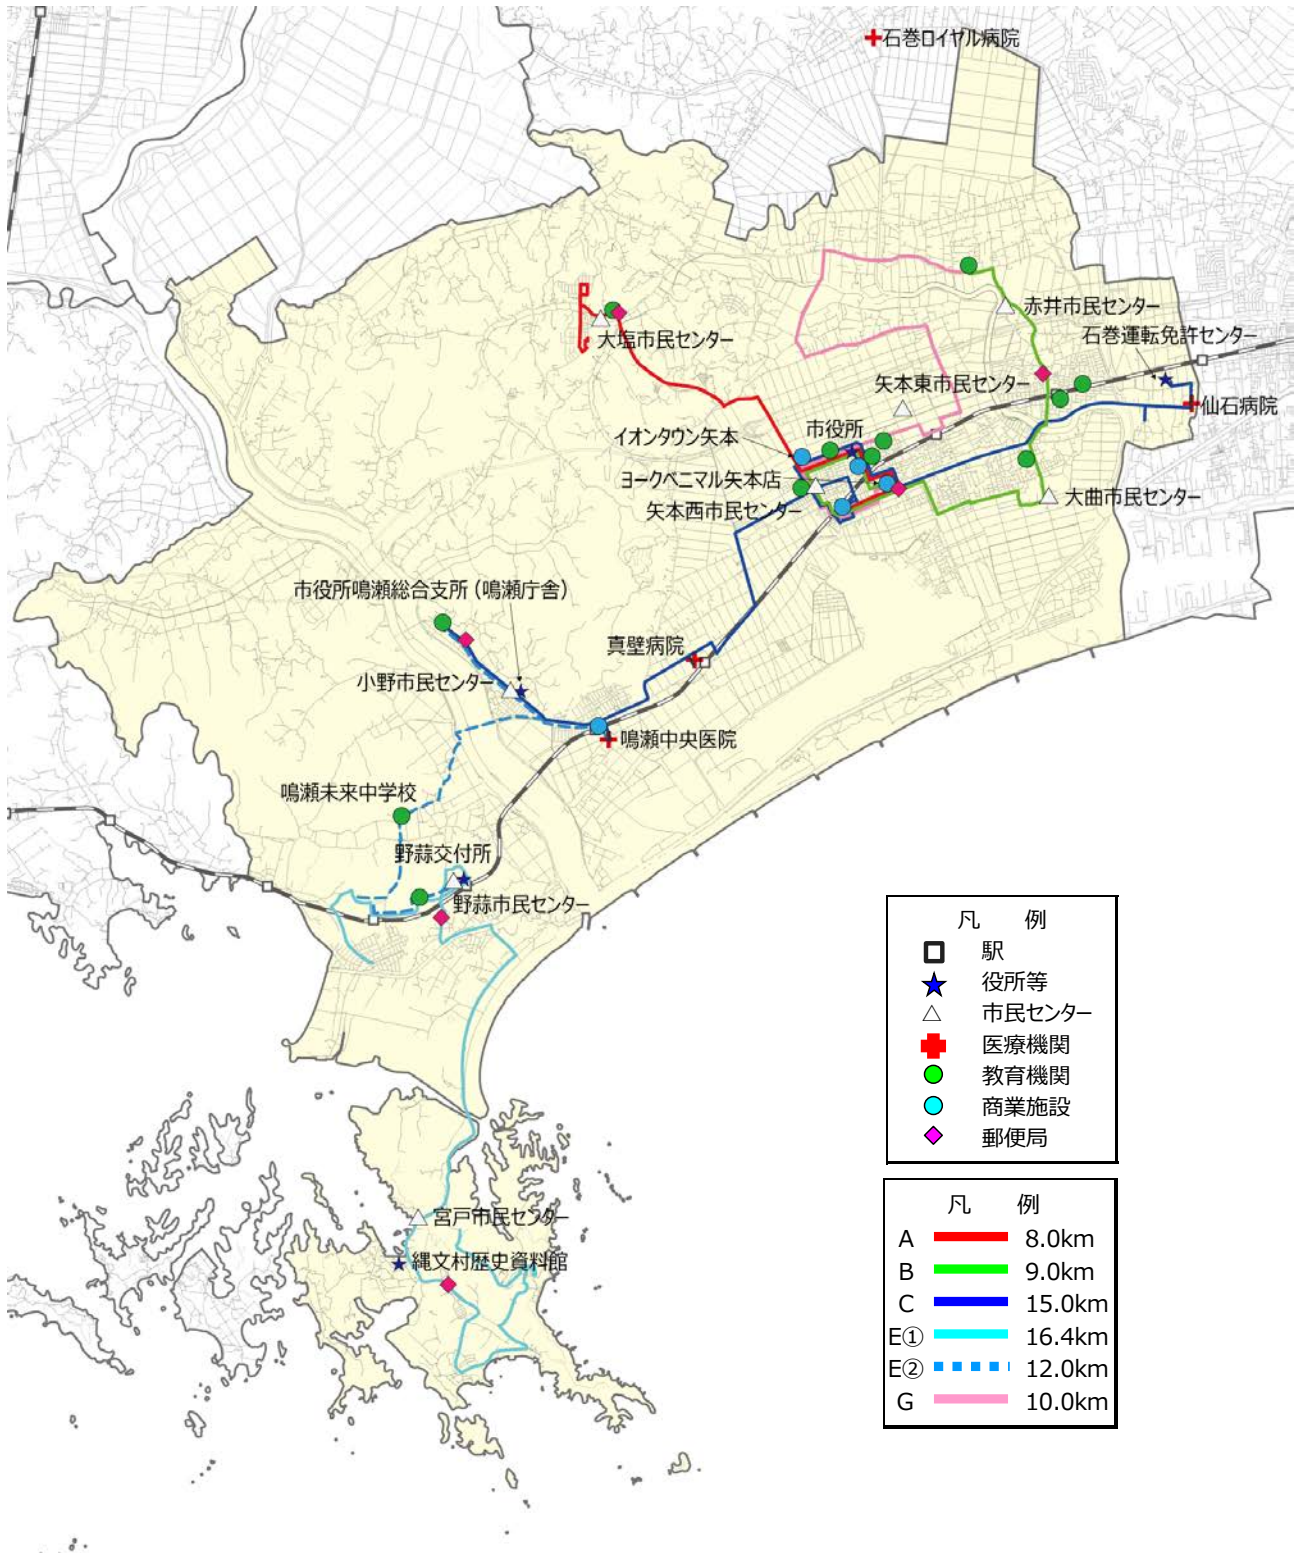 石巻ロイヤル病院
赤井市民センター
大塩市民センター
石巻運転免許センター
矢本東市民センター
仙石病院
市役所
イオンタウン矢本
ヨークベニマル矢本店
矢本西市民センター
大曲市民センター
市役所鳴瀬総合支所（鳴瀬庁舎）
真壁病院
小野市民センター
鳴瀬中央医院
鳴瀬未来中学校
野蒜交付所
野蒜市民センター
宮戸市民センター
縄文村歴史資料館
凡　例
駅
役所等
市民センター
医療機関
教育機関
商業施設
郵便局
凡　例
A 8.0km
B 9.0km
C 15.0km
E① 16.4km
E② 12.0km
G 10.0km